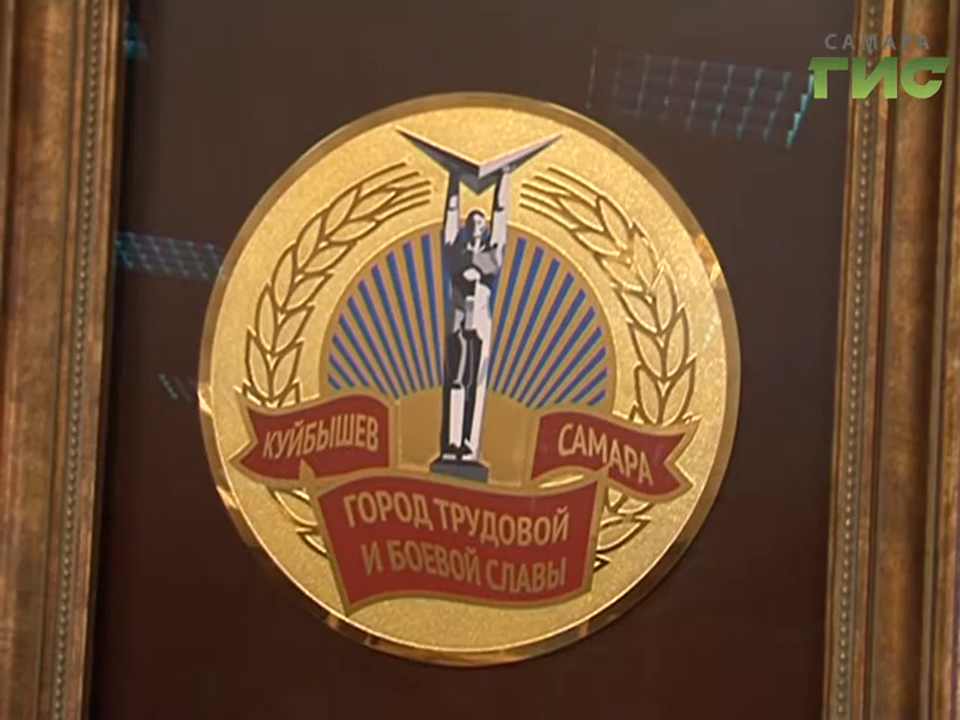 САМАРА
ГИС
КУЙБЫШЕВ
САМАРА
ГОРОД ТРУДОВОЙ
И БОЕВОЙ СЛАВЫ